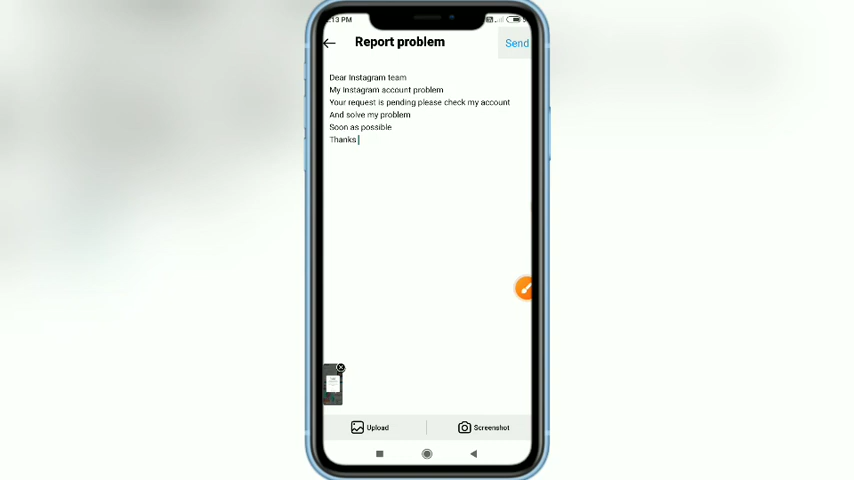 :13 PM
Report problem
Send
Dear Instagram team
My Instagram account problem
Your request is pending please check my account
And solve my problem
Soon as possible
Thanks
Upload
Screenshot